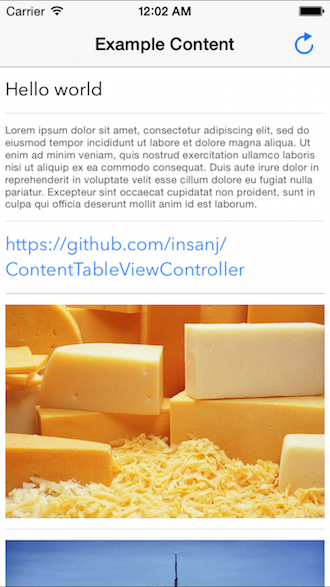 Carrier 12:02 AM
Example Content
Hello world
Lorem ipsum dolor sit amet, consectetur adipiscing elit, sed do
eiusmod tempor incididunt ut labore et dolore magna aliqua. Ut
enim ad minim veniam, quis nostrud exercitation ullamco laboris
nisi ut aliquip ex ea commodo consequat. Duis aute irure dolor in
reprehenderit in voluptate velit esse cillum dolore eu fugiat nulla
pariatur. Excepteur sint occaecat cupidatat non proident, sunt in
culpa qui officia deserunt mollit anim id est laborum.
https://github.com/insanj/
ContentTableViewController